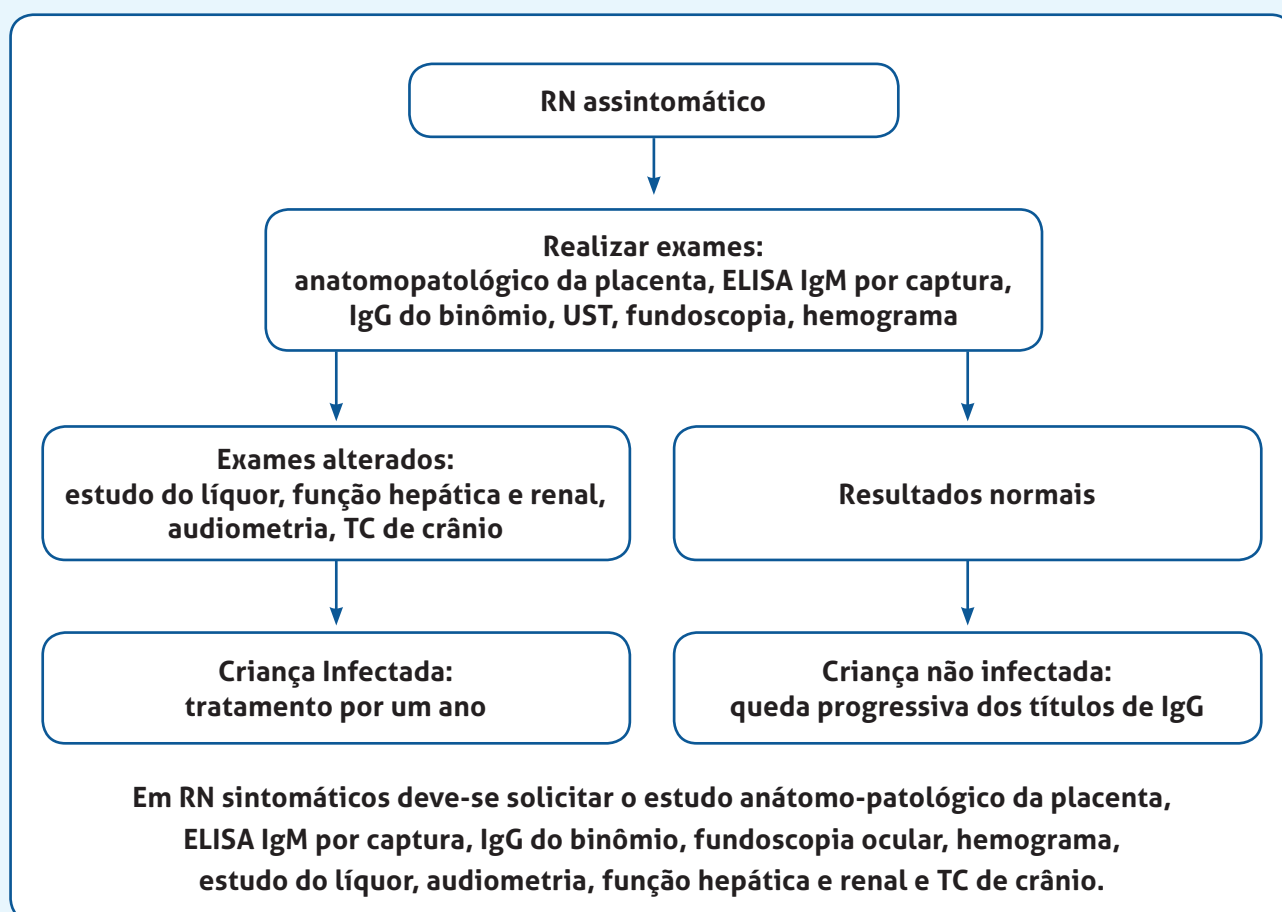 RN assintomático
Realizar exames:
anatomopatológico da placenta, ELISA IgM por captura,
IgG do binômio, UST, fundoscopia, hemograma
Exames alterados:
estudo do líquor, função hepática e renal,
audiometria, TC de crânio
Resultados normais
Criança Infectada:
tratamento por um ano
Criança não infectada:
queda progressiva dos títulos de IgG
Em RN sintomáticos deve-se solicitar o estudo anátomo-patológico da placenta,
ELISA IgM por captura, IgG do binômio, fundoscopia ocular, hemograma,
estudo do líquor, audiometria, função hepática e renal e TC de crânio.